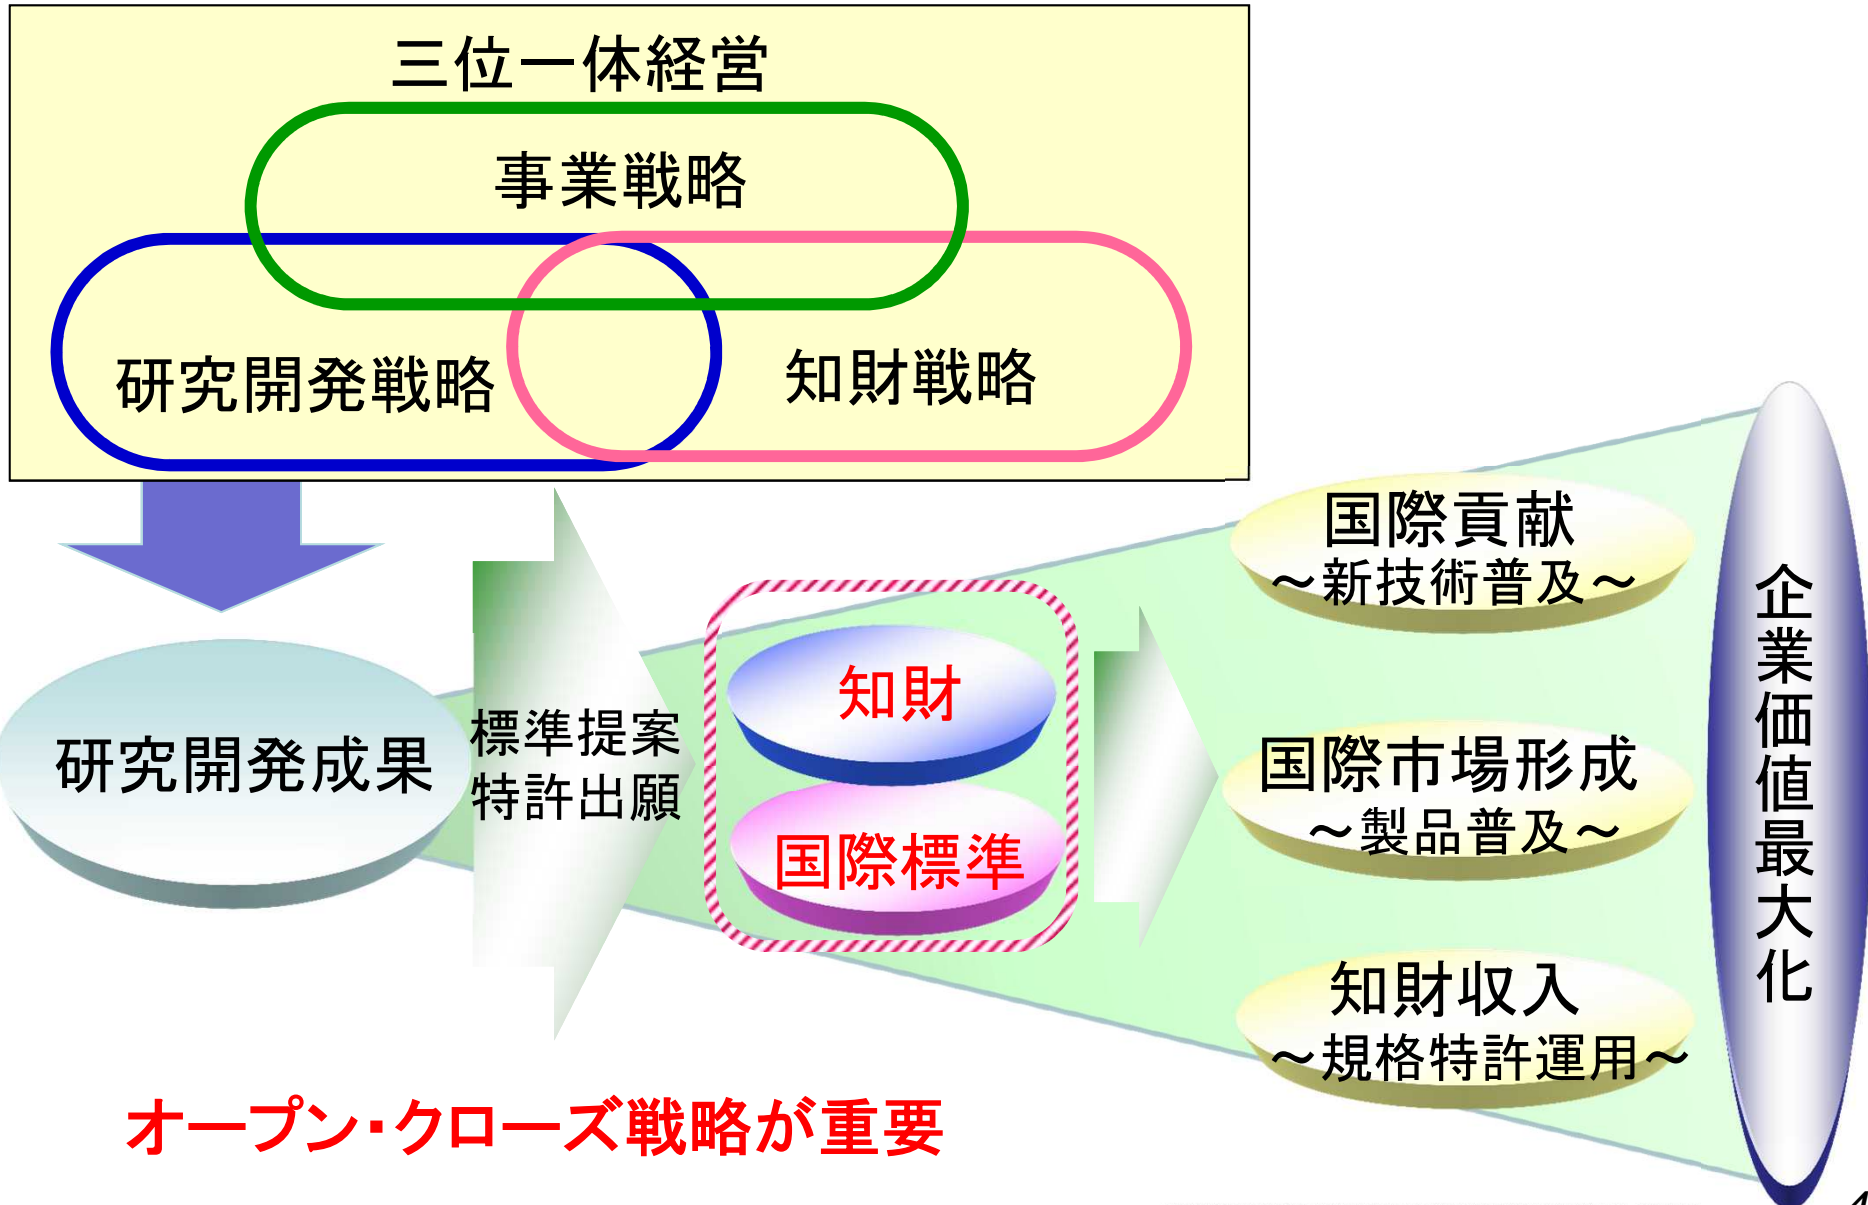 三位一体経営
事業戦略
研究開発戦略
知財戦略
研究開発成果
標準提案
特許出願
知財
国際標準
国際貢献
～新技術普及～
国際市場形成
～製品普及～
知財収入
～規格特許運用～
企業価値最大化
オープン・クローズ戦略が重要